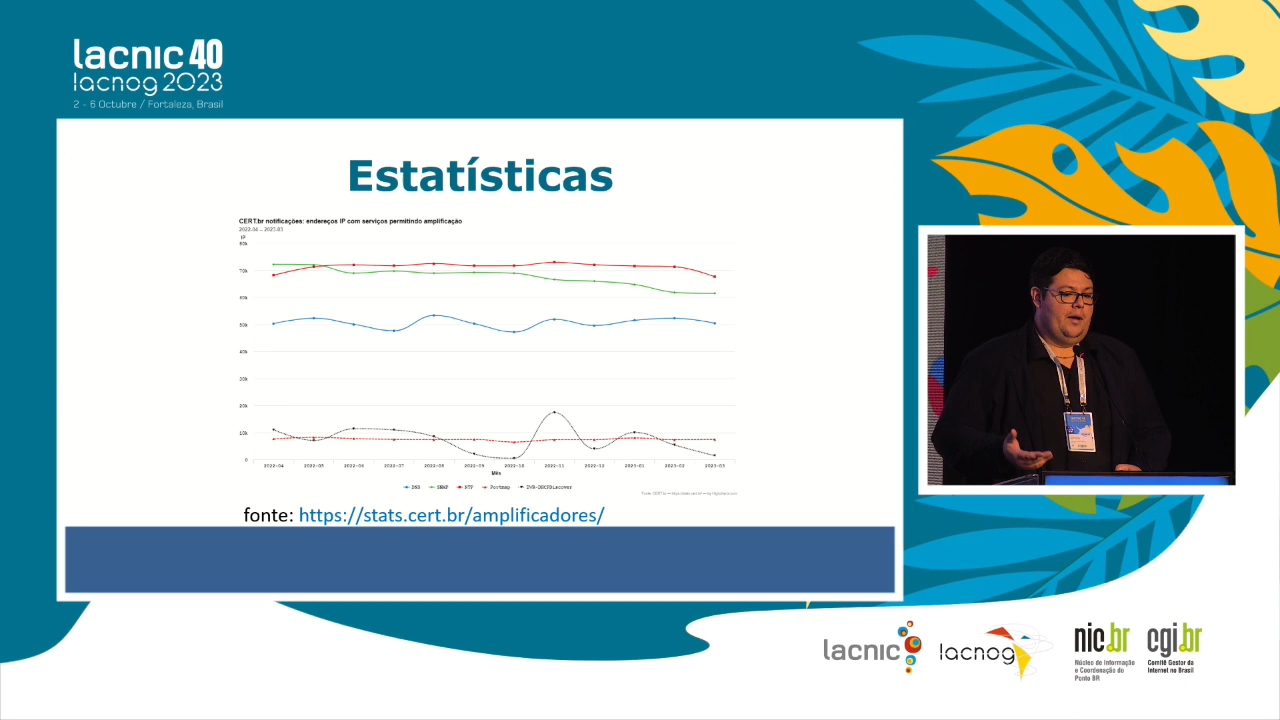 lacnic 40
lacnog 2023
2 - 6 Octubre / Fortaleza, Brasil
Estatísticas
CERT.br notificações: endereços IP com serviços permitindo amplificação
2022-04 -- 2023-03
IP
80k
70k
60k
50k
40k
30k
20k
10k
0
2022-04 2022-05 2022-06 2022-07 2022-08 2022-09 2022-10 2022-11 2022-12 2023-01 2023-02 2023-03
Mês
DNS SNMP NTP Portmap DVR-DHCPDiscover
fonte: https://stats.cert.br/amplificadores/
lacnic
lacnog
nic.br
Núcleo de Informação
e Coordenação do
Ponto BR
cgi.br
Comitê Gestor da
Internet no Brasil